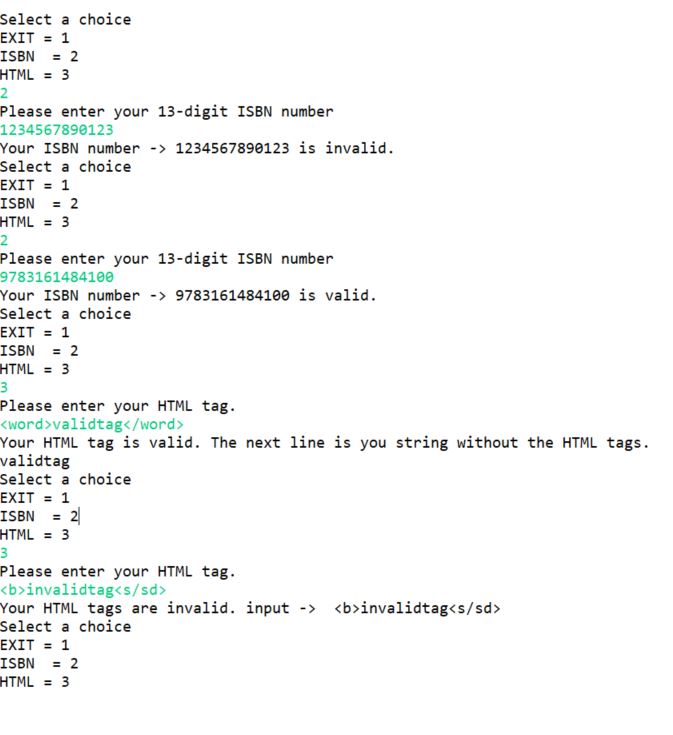 Select a choice
EXIT = 1
ISBN  = 2
HTML = 3
2
Please enter your 13-digit ISBN number
1234567890123
Your ISBN number -> 1234567890123 is invalid.
Select a choice
EXIT = 1
ISBN  = 2
HTML = 3
2
Please enter your 13-digit ISBN number
9783161484100
Your ISBN number -> 9783161484100 is valid.
Select a choice
EXIT = 1
ISBN  = 2
HTML = 3
3
Please enter your HTML tag.
<word>validtag</word>
Your HTML tag is valid. The next line is you string without the HTML tags.
validtag
Select a choice
EXIT = 1
ISBN  = 2
HTML = 3
3
Please enter your HTML tag.
<b>invalidtag<s/sd>
Your HTML tags are invalid. input ->  <b>invalidtag<s/sd>
Select a choice
EXIT = 1
ISBN  = 2
HTML = 3